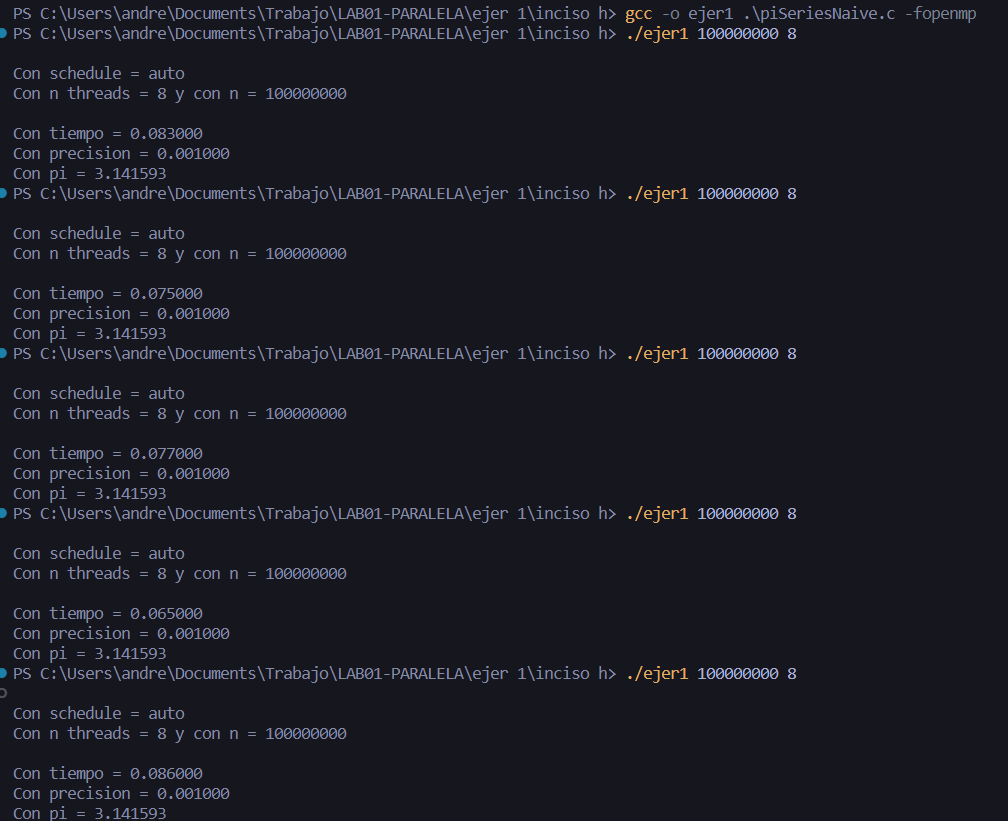 PS C:\Users\andre\Documents\Trabajo\LAB01-PARALELA\ejer 1\inciso h> gcc -o ejer1 .\piSeriesNaive.c -fopenmp
PS C:\Users\andre\Documents\Trabajo\LAB01-PARALELA\ejer 1\inciso h> ./ejer1 100000000 8
Con schedule = auto
Con n threads = 8 y con n = 100000000
Con tiempo = 0.083000
Con precision = 0.001000
Con pi = 3.141593
PS C:\Users\andre\Documents\Trabajo\LAB01-PARALELA\ejer 1\inciso h> ./ejer1 100000000 8
Con schedule = auto
Con n threads = 8 y con n = 100000000
Con tiempo = 0.075000
Con precision = 0.001000
Con pi = 3.141593
PS C:\Users\andre\Documents\Trabajo\LAB01-PARALELA\ejer 1\inciso h> ./ejer1 100000000 8
Con schedule = auto
Con n threads = 8 y con n = 100000000
Con tiempo = 0.077000
Con precision = 0.001000
Con pi = 3.141593
PS C:\Users\andre\Documents\Trabajo\LAB01-PARALELA\ejer 1\inciso h> ./ejer1 100000000 8
Con schedule = auto
Con n threads = 8 y con n = 100000000
Con tiempo = 0.065000
Con precision = 0.001000
Con pi = 3.141593
PS C:\Users\andre\Documents\Trabajo\LAB01-PARALELA\ejer 1\inciso h> ./ejer1 100000000 8
Con schedule = auto
Con n threads = 8 y con n = 100000000
Con tiempo = 0.086000
Con precision = 0.001000
Con pi = 3.141593